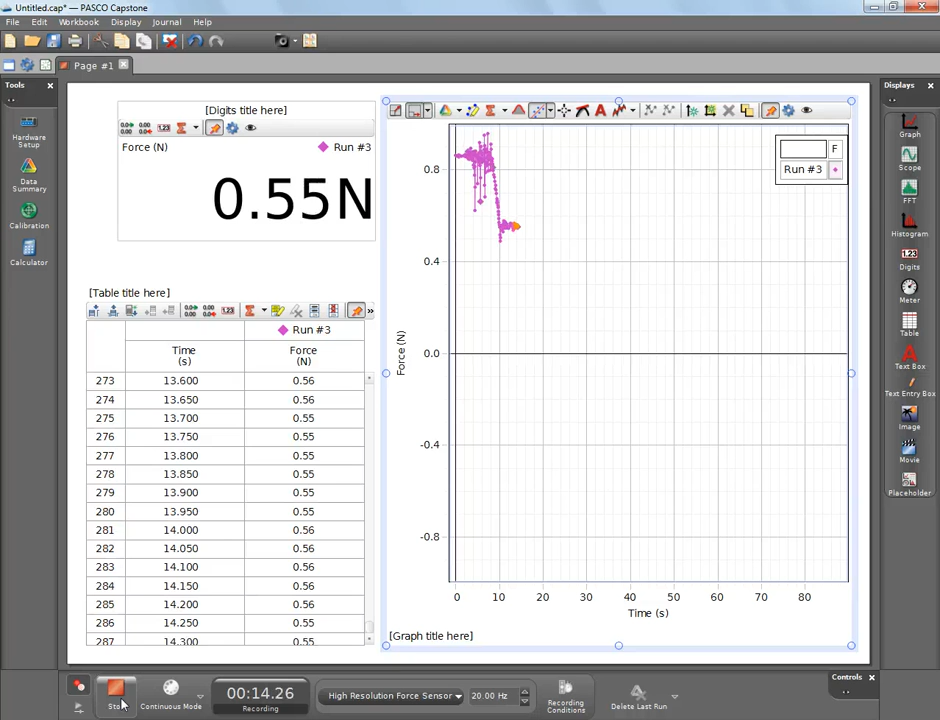 Untitled.cap* — PASCO Capstone
File Edit Workbook Display Journal Help
Page #1
Tools
Displays
Hardware Setup
Data Summary
Calibration
Calculator
[Digits title here]
Force (N) Run #3
0.55N
[Table title here]
Run #3
Time (s) Force (N)
273 13.600 0.56
274 13.650 0.56
275 13.700 0.55
276 13.750 0.55
277 13.800 0.55
278 13.850 0.55
279 13.900 0.55
280 13.950 0.55
281 14.000 0.56
282 14.050 0.56
283 14.100 0.56
284 14.150 0.56
285 14.200 0.56
286 14.250 0.55
287 14.300 0.55
F
Run #3
0.8
0.4
0.0
-0.4
-0.8
Force (N)
0 10 20 30 40 50 60 70 80
Time (s)
[Graph title here]
Graph
Scope
FFT
Histogram
Digits
Meter
Table
Text Box
Text Entry Box
Image
Movie
Placeholder
Stop
Continuous Mode
00:14.26
Recording
High Resolution Force Sensor
20.00 Hz
Recording Conditions
Delete Last Run
Controls